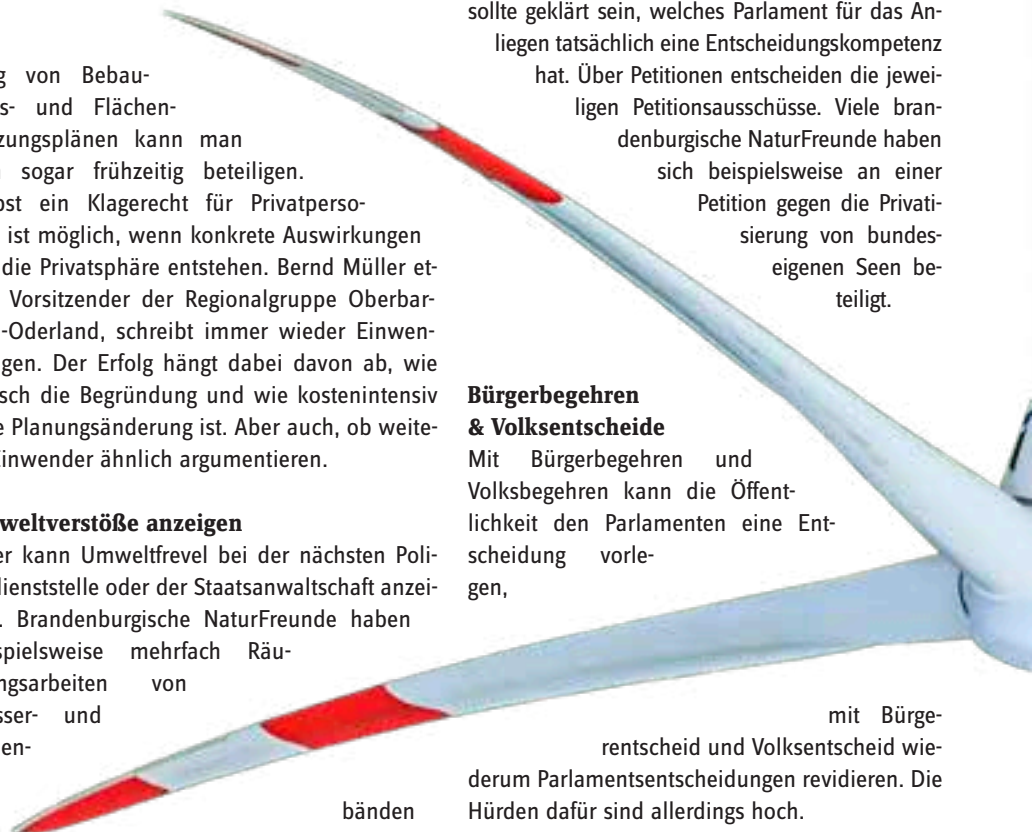 g von Bebau-
s- und Flächen-
zungsplänen kann man
sogar frühzeitig beteiligen.
bst ein Klagerecht für Privatperso-
ist möglich, wenn konkrete Auswirkungen
die Privatsphäre entstehen. Bernd Müller et-
Vorsitzender der Regionalgruppe Oberbar-
-Oderland, schreibt immer wieder Einwen-
gen. Der Erfolg hängt dabei davon ab, wie
sch die Begründung und wie kostenintensiv
e Planungsänderung ist. Aber auch, ob weite-
Einwender ähnlich argumentieren.
weltverstöße anzeigen
er kann Umweltfrevel bei der nächsten Poli-
dienststelle oder der Staatsanwaltschaft anzei-
. Brandenburgische NaturFreunde haben
spielsweise mehrfach Räu-
ngsarbeiten von
sser- und
en-
bänden
sollte geklärt sein, welches Parlament für das An-
liegen tatsächlich eine Entscheidungskompetenz
hat. Über Petitionen entscheiden die jewei-
ligen Petitionsausschüsse. Viele bran-
denburgische NaturFreunde haben
sich beispielsweise an einer
Petition gegen die Privati-
sierung von bundes-
eigenen Seen be-
teiligt.
Bürgerbegehren
& Volksentscheide
Mit Bürgerbegehren und
Volksbegehren kann die Öffent-
lichkeit den Parlamenten eine Ent-
scheidung vorle-
gen,
mit Bürge-
rentscheid und Volksentscheid wie-
derum Parlamentsentscheidungen revidieren. Die
Hürden dafür sind allerdings hoch.